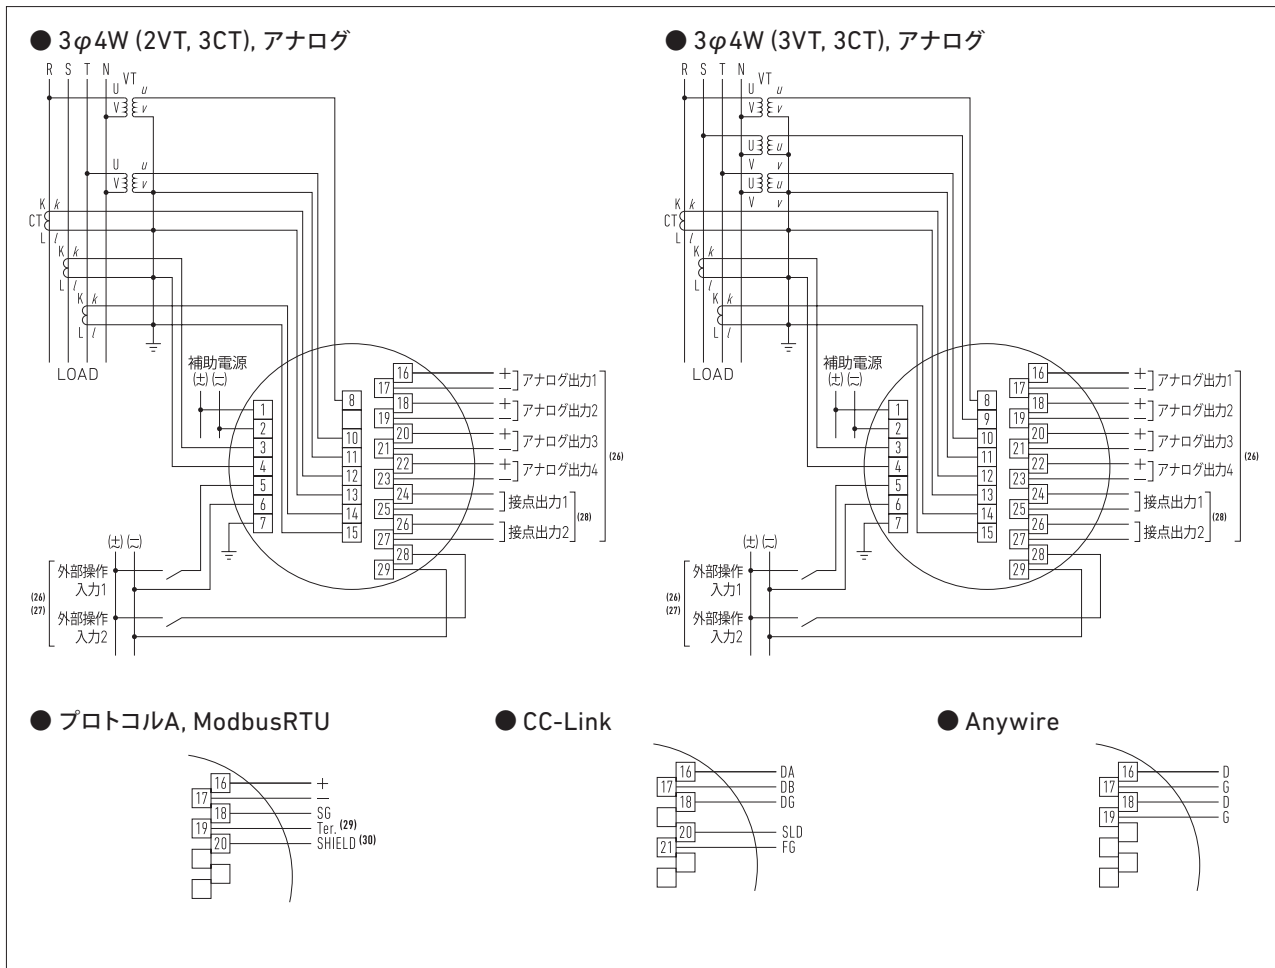 ● 3φ4W (2VT, 3CT), アナログ
R S T N
VT
U u
V v
U u
V v
K k
CT
L l
K k
L l
K k
L l
LOAD
補助電源
(±) (−)
1
2
3
4
5
6
7
8
10
11
12
13
14
15
16
17
18
19
20
21
22
23
24
25
26
27
28
29
+
− アナログ出力1
+
− アナログ出力2
+
− アナログ出力3
+
− アナログ出力4
接点出力1
接点出力2
(28)
(26)
(±) (−)
(26)
(27)
外部操作
入力1
外部操作
入力2
● 3φ4W (3VT, 3CT), アナログ
R S T N
VT
U u
V v
U u
V v
U u
V v
K k
CT
L l
K k
L l
K k
L l
LOAD
補助電源
(±) (−)
1
2
3
4
5
6
7
8
9
10
11
12
13
14
15
16
17
18
19
20
21
22
23
24
25
26
27
28
29
+
− アナログ出力1
+
− アナログ出力2
+
− アナログ出力3
+
− アナログ出力4
接点出力1
接点出力2
(28)
(26)
(±) (−)
(26)
(27)
外部操作
入力1
外部操作
入力2
● プロトコルA, ModbusRTU
16 +
17 −
18 SG
19 Ter. (29)
20 SHIELD (30)
● CC-Link
16 DA
17 DB
18 DG
20 SLD
21 FG
● Anywire
16 D
17 G
18 D
19 G